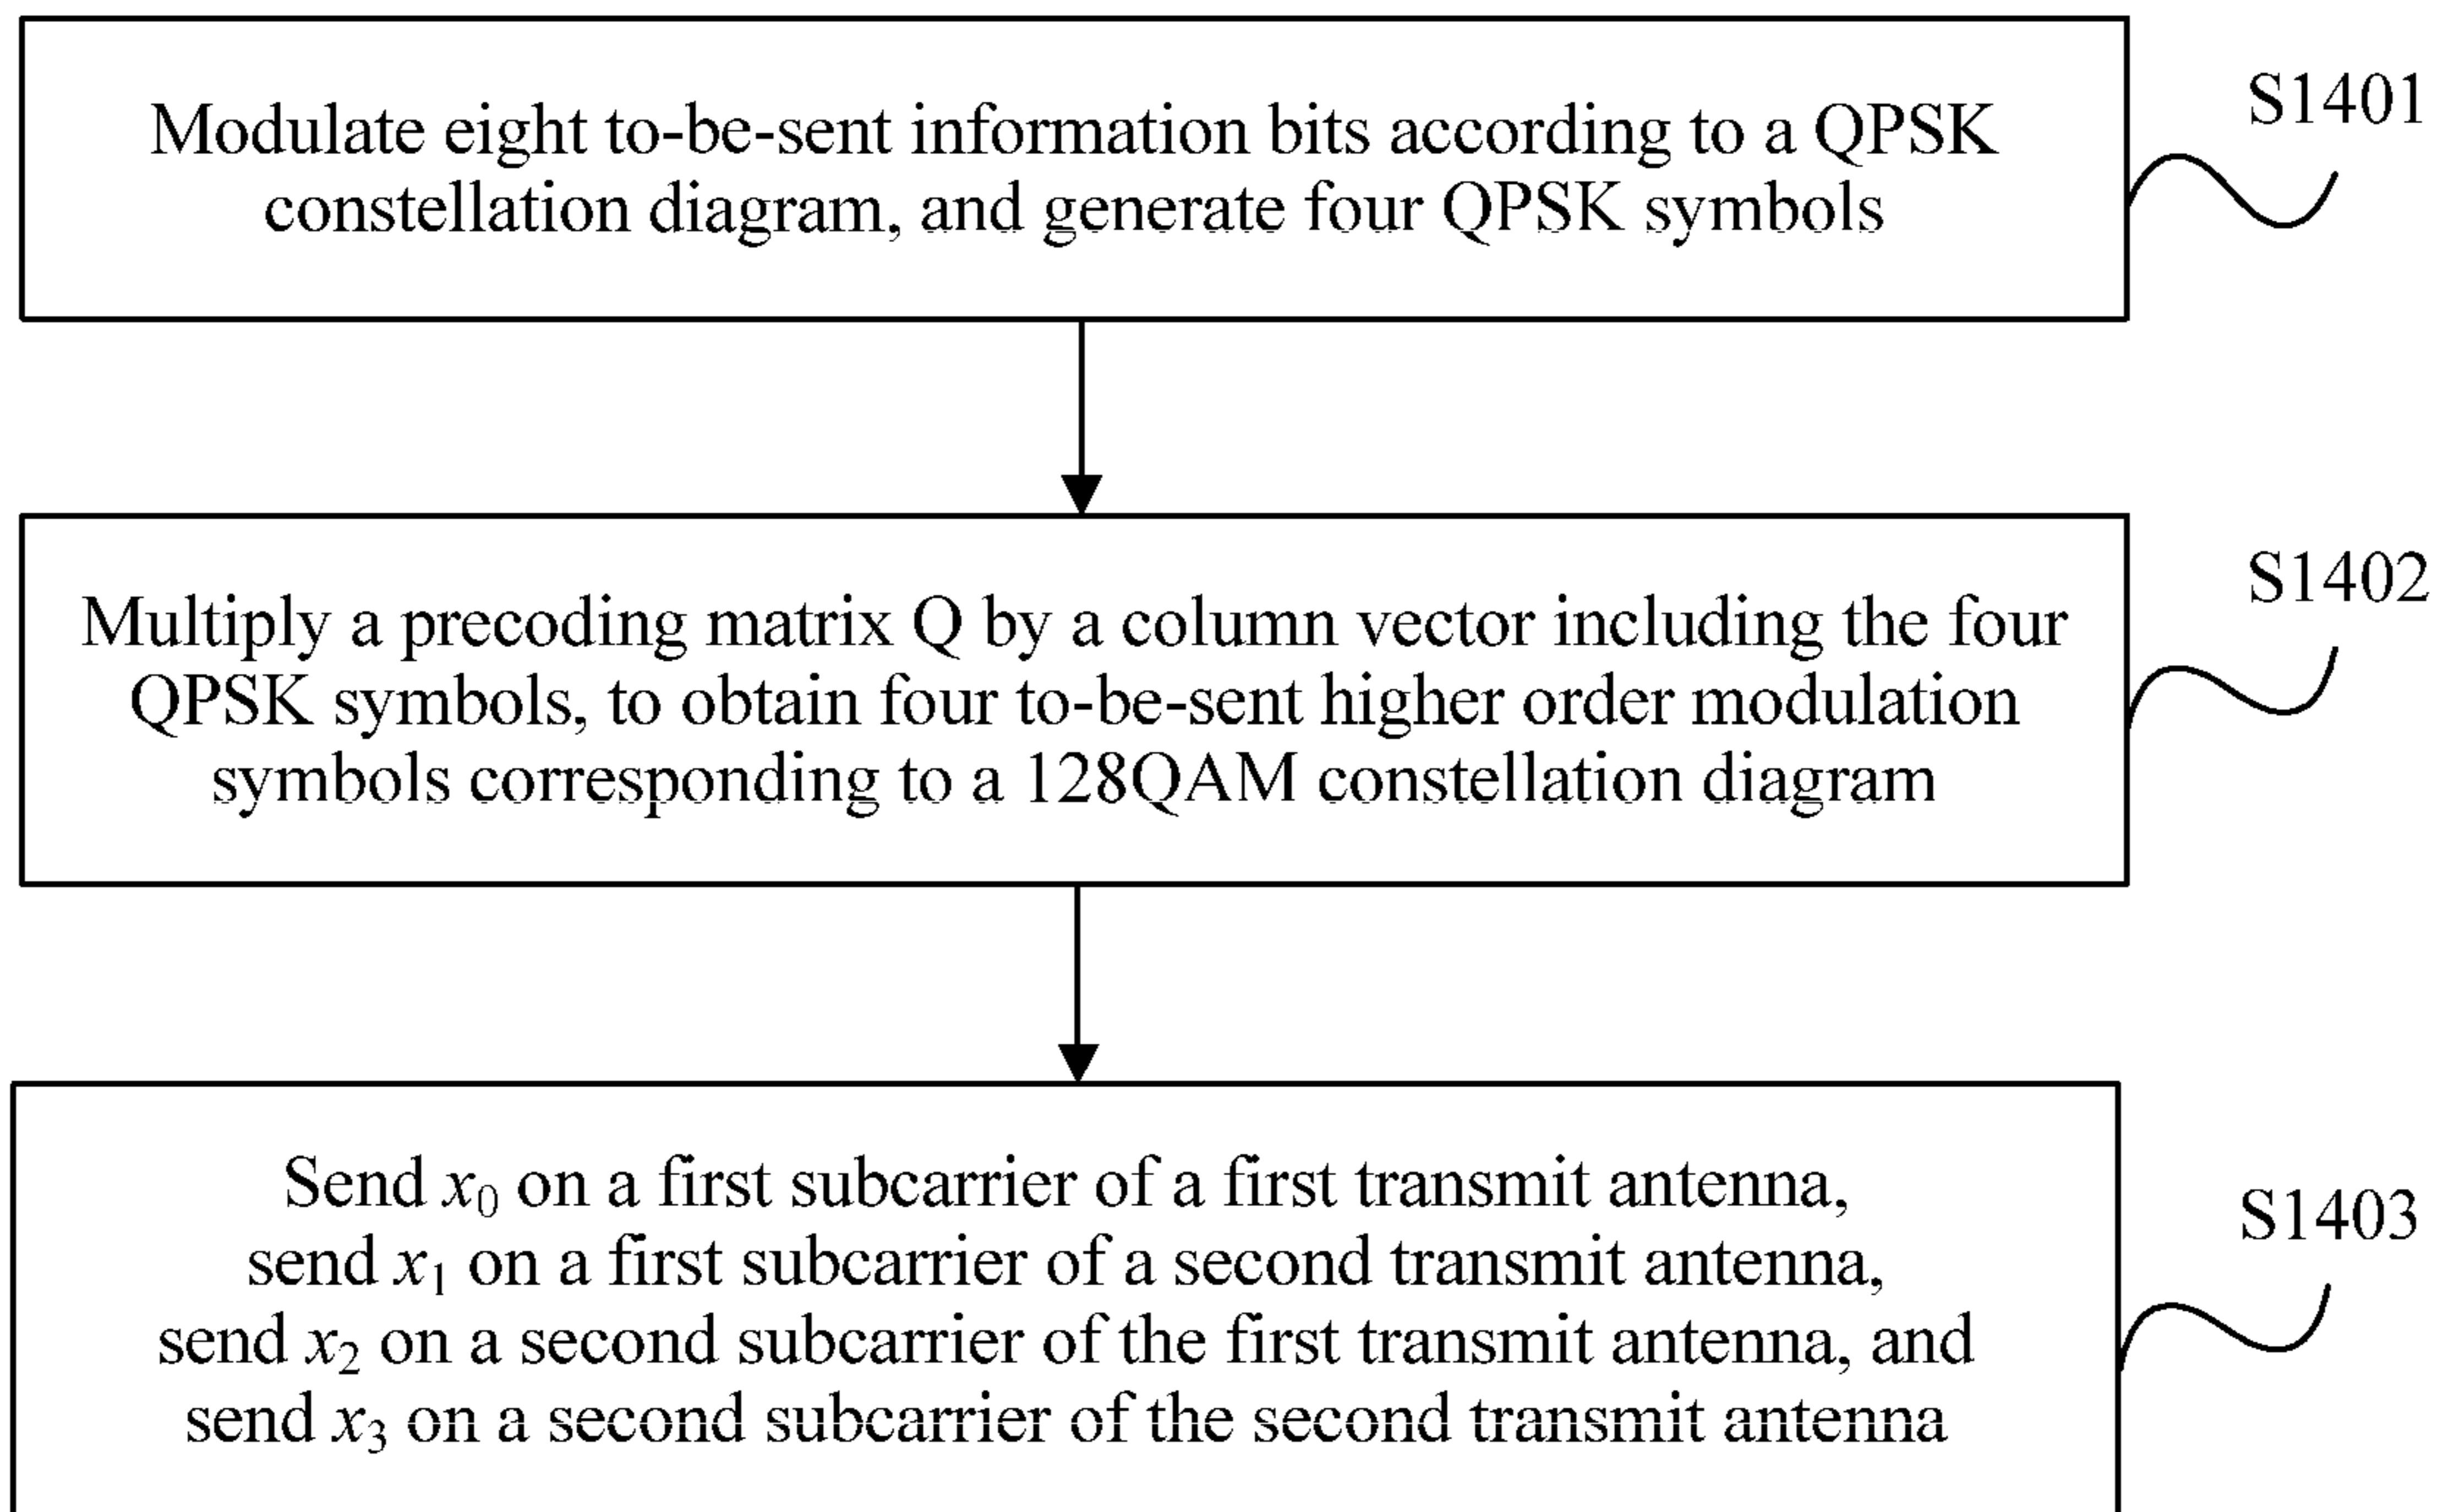 Modulate eight to-be-sent information bits according to a QPSK
constellation diagram, and generate four QPSK symbols
S1401
Multiply a precoding matrix Q by a column vector including the four
QPSK symbols, to obtain four to-be-sent higher order modulation
symbols corresponding to a 128QAM constellation diagram
S1402
Send x₀ on a first subcarrier of a first transmit antenna,
send x₁ on a first subcarrier of a second transmit antenna,
send x₂ on a second subcarrier of the first transmit antenna, and
send x₃ on a second subcarrier of the second transmit antenna
S1403